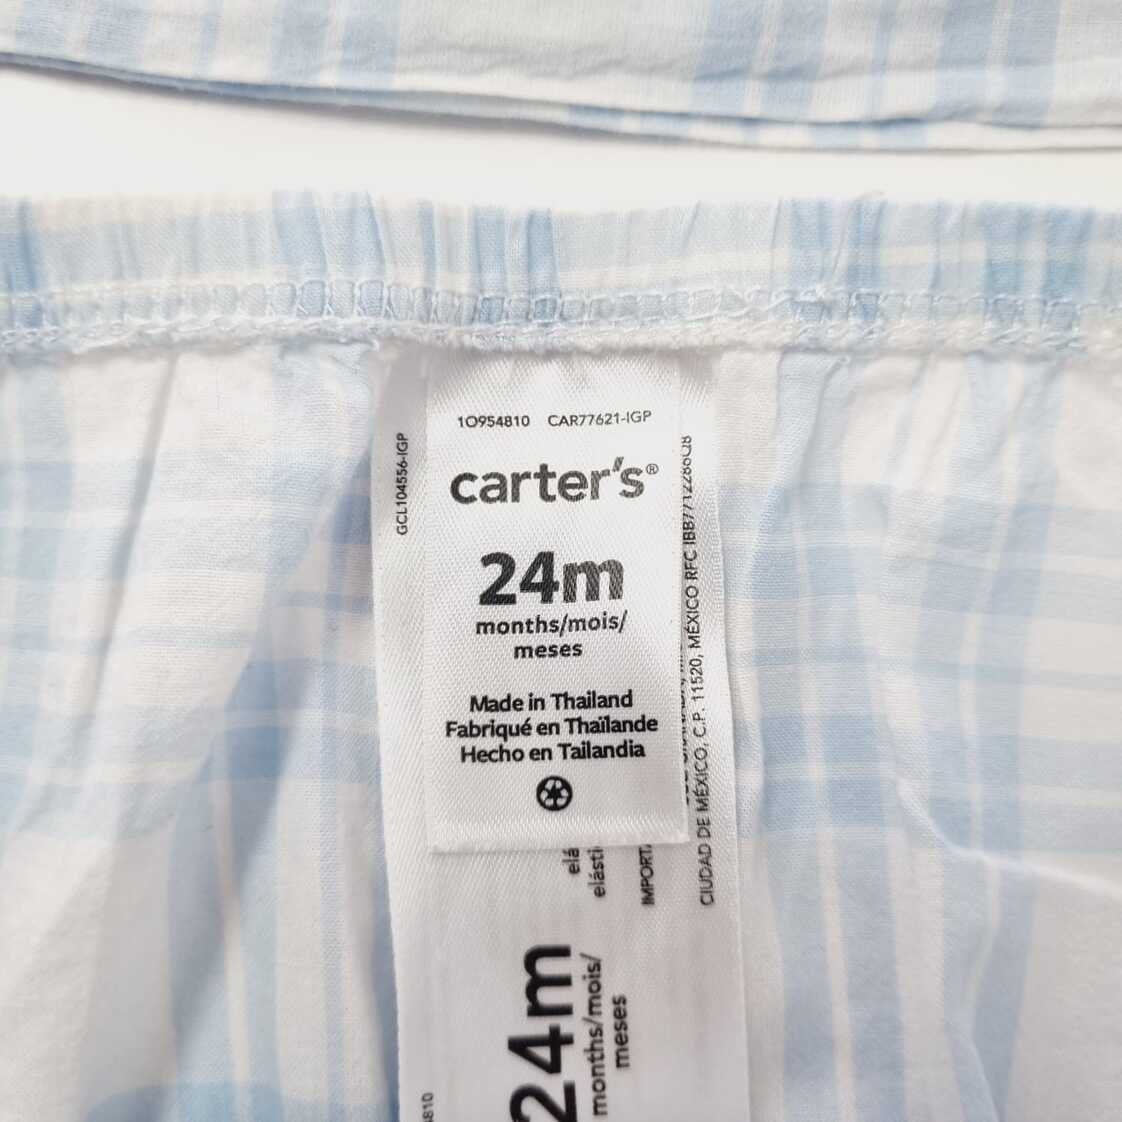 1O954810 CAR77621-IGP
carter's®
24m
months/mois/
meses
Made in Thailand
Fabriqué en Thaïlande
Hecho en Tailandia
GCL104556-IGP
CIUDAD DE MÉXICO, C.P. 11520, MÉXICO RFC
elásti
24m
months/mois/
meses